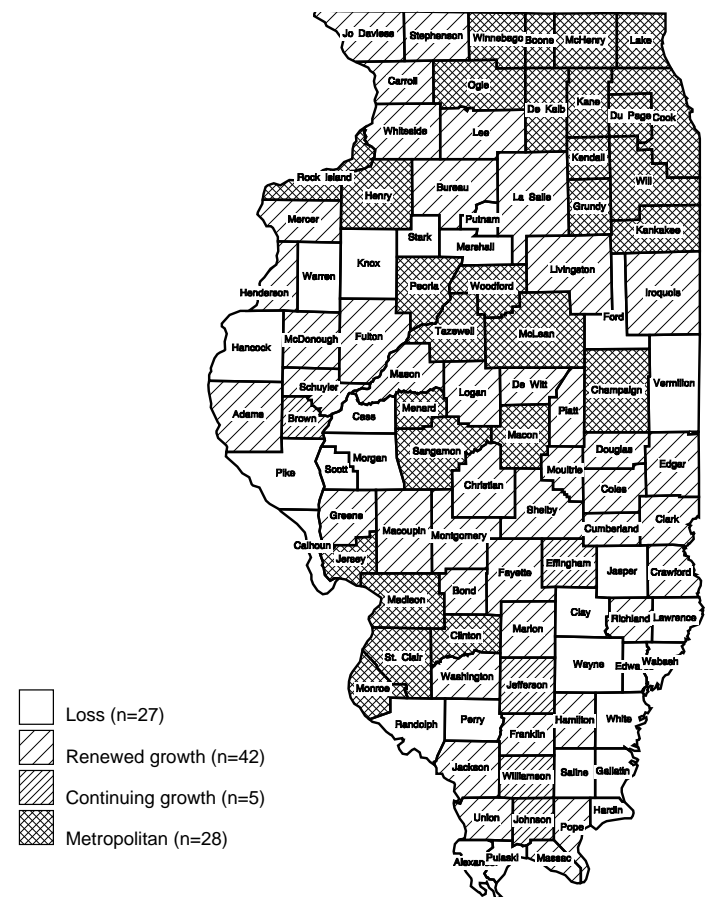 Jo Daviess Stephenson Winnebago Boone McHenry Lake
Carroll Ogle
De Kalb Kane Du Page Cook
Whiteside Lee
Kendall
Rock Island Henry Bureau La Salle Will
Mercer Putnam Grundy
Stark Marshall Kankakee
Warren Knox Livingston
Henderson Peoria Woodford Iroquois
Ford
Hancock McDonough Fulton Tazewell McLean
Mason Vermilion
Schuyler Logan De Witt Champaign
Adams Brown Cass Menard Piatt
Macon
Sangamon Douglas
Pike Scott Morgan Moultrie Edgar
Christian Coles
Greene Shelby Clark
Calhoun Macoupin Montgomery Cumberland
Jersey Fayette Effingham Jasper Crawford
Madison Bond Clay
Marion Richland Lawrence
Clinton
St. Clair Wayne Edwa Wabash
Monroe Washington Jefferson
Randolph Perry Hamilton White
Franklin
Jackson Williamson Saline Gallatin
Union Johnson Pope Hardin
Alexan Pulaski Massac
Loss (n=27)
Renewed growth (n=42)
Continuing growth (n=5)
Metropolitan (n=28)